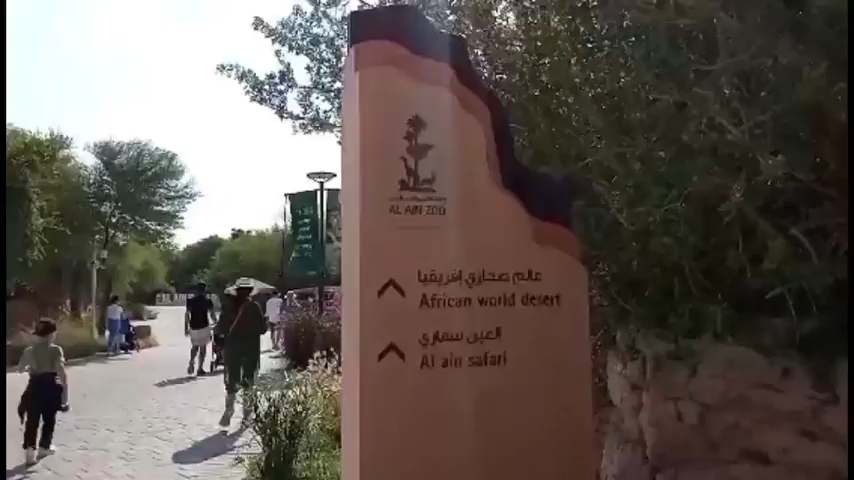 AL AIN ZOO
عالم صحاري إفريقيا
African world desert
العين سفاري
Al ain safari